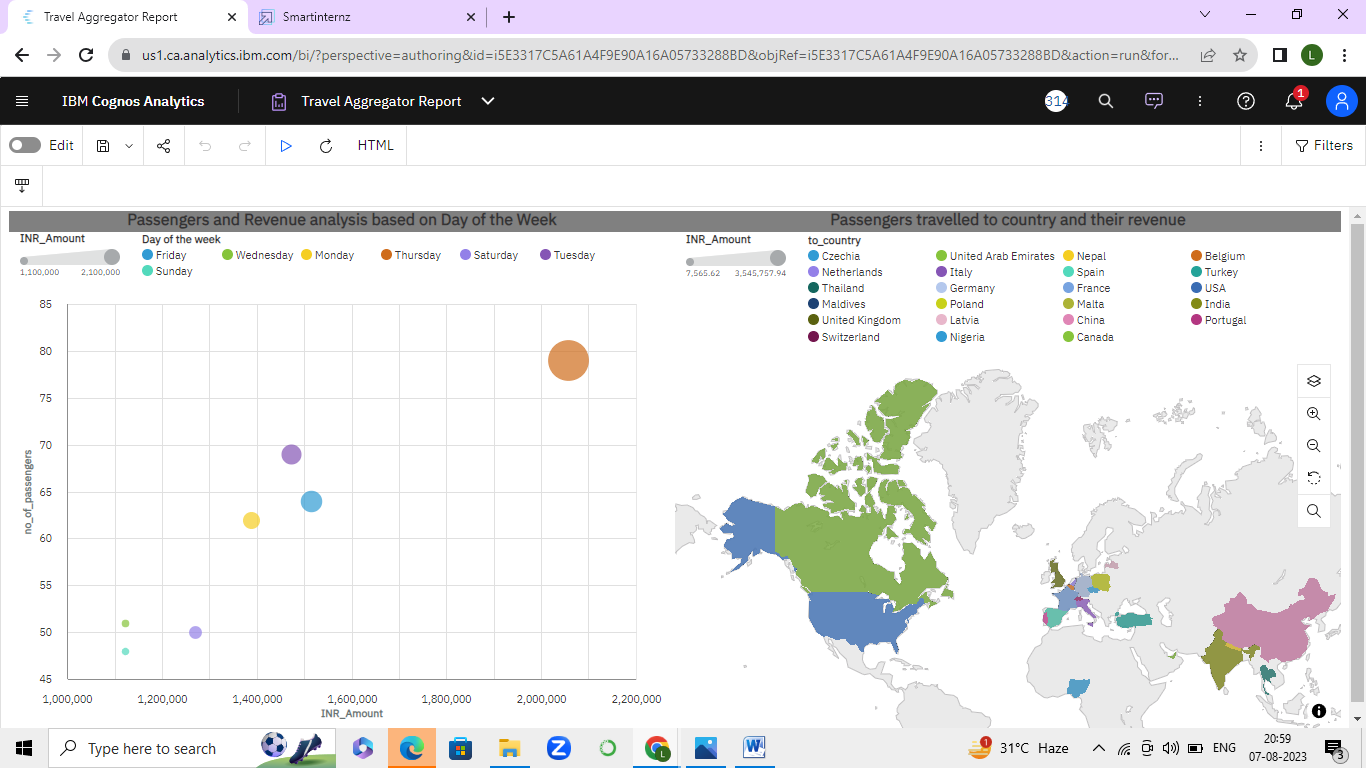 Travel Aggregator Report
Smartinternz
us1.ca.analytics.ibm.com/bi/?perspective=authoring&id=i5E3317C5A61A4F9E90A16A05733288BD&objRef=i5E3317C5A61A4F9E90A16A05733288BD&action=run&for...
L
IBM Cognos Analytics
Travel Aggregator Report
314
1
Edit
HTML
Filters
Passengers and Revenue analysis based on Day of the Week
INR_Amount
1,100,000 2,100,000
Day of the week
Friday Wednesday Monday Thursday Saturday Tuesday
Sunday
85
80
75
70
65
60
55
50
45
no_of_passengers
1,000,000 1,200,000 1,400,000 1,600,000 1,800,000 2,000,000 2,200,000
INR_Amount
Passengers travelled to country and their revenue
INR_Amount
7,565.62 3,545,757.94
to_country
Czechia United Arab Emirates Nepal Belgium
Netherlands Italy Spain Turkey
Thailand Germany France USA
Maldives Poland Malta India
United Kingdom Latvia China Portugal
Switzerland Nigeria Canada
Type here to search
L
1
31°C Haze
ENG
20:59
07-08-2023
3